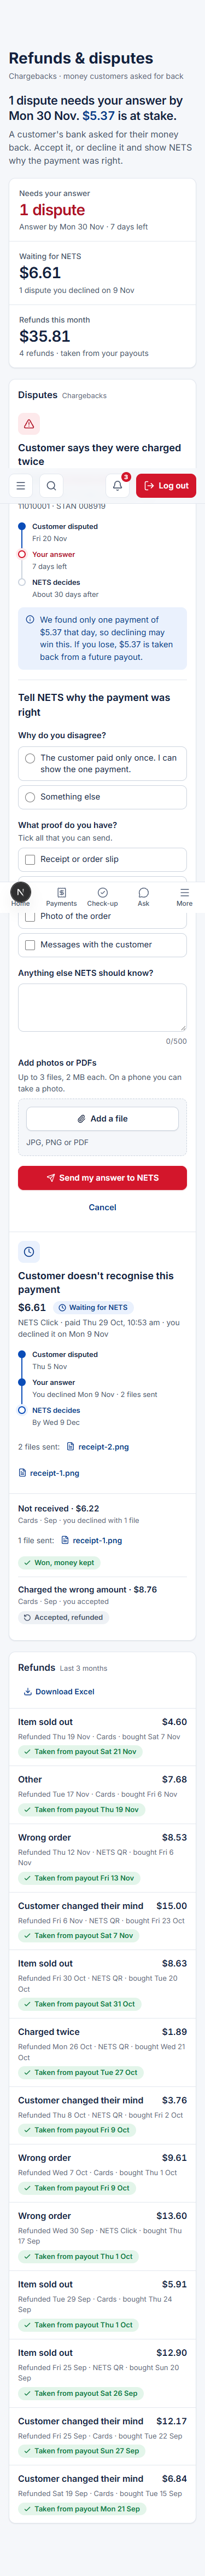 Refunds & disputes
Chargebacks · money customers asked for back
1 dispute needs your answer by
Mon 30 Nov. $5.37 is at stake.
A customer's bank asked for their money
back. Accept it, or decline it and show NETS
why the payment was right.
Needs your answer
1 dispute
Answer by Mon 30 Nov · 7 days left
Waiting for NETS
$6.61
1 dispute you declined on 9 Nov
Refunds this month
$35.81
4 refunds · taken from your payouts
Disputes Chargebacks
Customer says they were charged
twice
3
Log out
11010001 · STAN 008919
Customer disputed
Fri 20 Nov
Your answer
7 days left
NETS decides
About 30 days after
We found only one payment of
$5.37 that day, so declining may
win this. If you lose, $5.37 is taken
back from a future payout.
Tell NETS why the payment was
right
Why do you disagree?
The customer paid only once. I can
show the one payment.
Something else
What proof do you have?
Tick all that you can send.
Receipt or order slip
N
Home
Payments
Check-up
Ask
More
Photo of the order
Messages with the customer
Anything else NETS should know?
0/500
Add photos or PDFs
Up to 3 files, 2 MB each. On a phone you can
take a photo.
Add a file
JPG, PNG or PDF
Send my answer to NETS
Cancel
Customer doesn't recognise this
payment
$6.61 Waiting for NETS
NETS Click · paid Thu 29 Oct, 10:53 am · you
declined it on Mon 9 Nov
Customer disputed
Thu 5 Nov
Your answer
You declined Mon 9 Nov · 2 files sent
NETS decides
By Wed 9 Dec
2 files sent: receipt-2.png
receipt-1.png
Not received · $6.22
Cards · Sep · you declined with 1 file
1 file sent: receipt-1.png
Won, money kept
Charged the wrong amount · $8.76
Cards · Sep · you accepted
Accepted, refunded
Refunds Last 3 months
Download Excel
Item sold out $4.60
Refunded Thu 19 Nov · Cards · bought Sat 7 Nov
Taken from payout Sat 21 Nov
Other $7.68
Refunded Tue 17 Nov · Cards · bought Fri 6 Nov
Taken from payout Thu 19 Nov
Wrong order $8.53
Refunded Thu 12 Nov · NETS QR · bought Fri 6
Nov
Taken from payout Fri 13 Nov
Customer changed their mind $15.00
Refunded Fri 6 Nov · NETS QR · bought Fri 23 Oct
Taken from payout Sat 7 Nov
Item sold out $8.63
Refunded Fri 30 Oct · NETS QR · bought Tue 20
Oct
Taken from payout Sat 31 Oct
Charged twice $1.89
Refunded Mon 26 Oct · NETS QR · bought Wed 21
Oct
Taken from payout Tue 27 Oct
Customer changed their mind $3.76
Refunded Thu 8 Oct · NETS QR · bought Fri 2 Oct
Taken from payout Fri 9 Oct
Wrong order $9.61
Refunded Wed 7 Oct · Cards · bought Thu 1 Oct
Taken from payout Fri 9 Oct
Wrong order $13.60
Refunded Wed 30 Sep · NETS Click · bought Thu
17 Sep
Taken from payout Thu 1 Oct
Item sold out $5.91
Refunded Tue 29 Sep · Cards · bought Thu 24
Sep
Taken from payout Thu 1 Oct
Item sold out $12.90
Refunded Fri 25 Sep · NETS QR · bought Sun 20
Sep
Taken from payout Sat 26 Sep
Customer changed their mind $12.17
Refunded Fri 25 Sep · Cards · bought Tue 22 Sep
Taken from payout Sun 27 Sep
Customer changed their mind $6.84
Refunded Sat 19 Sep · Cards · bought Tue 15 Sep
Taken from payout Mon 21 Sep